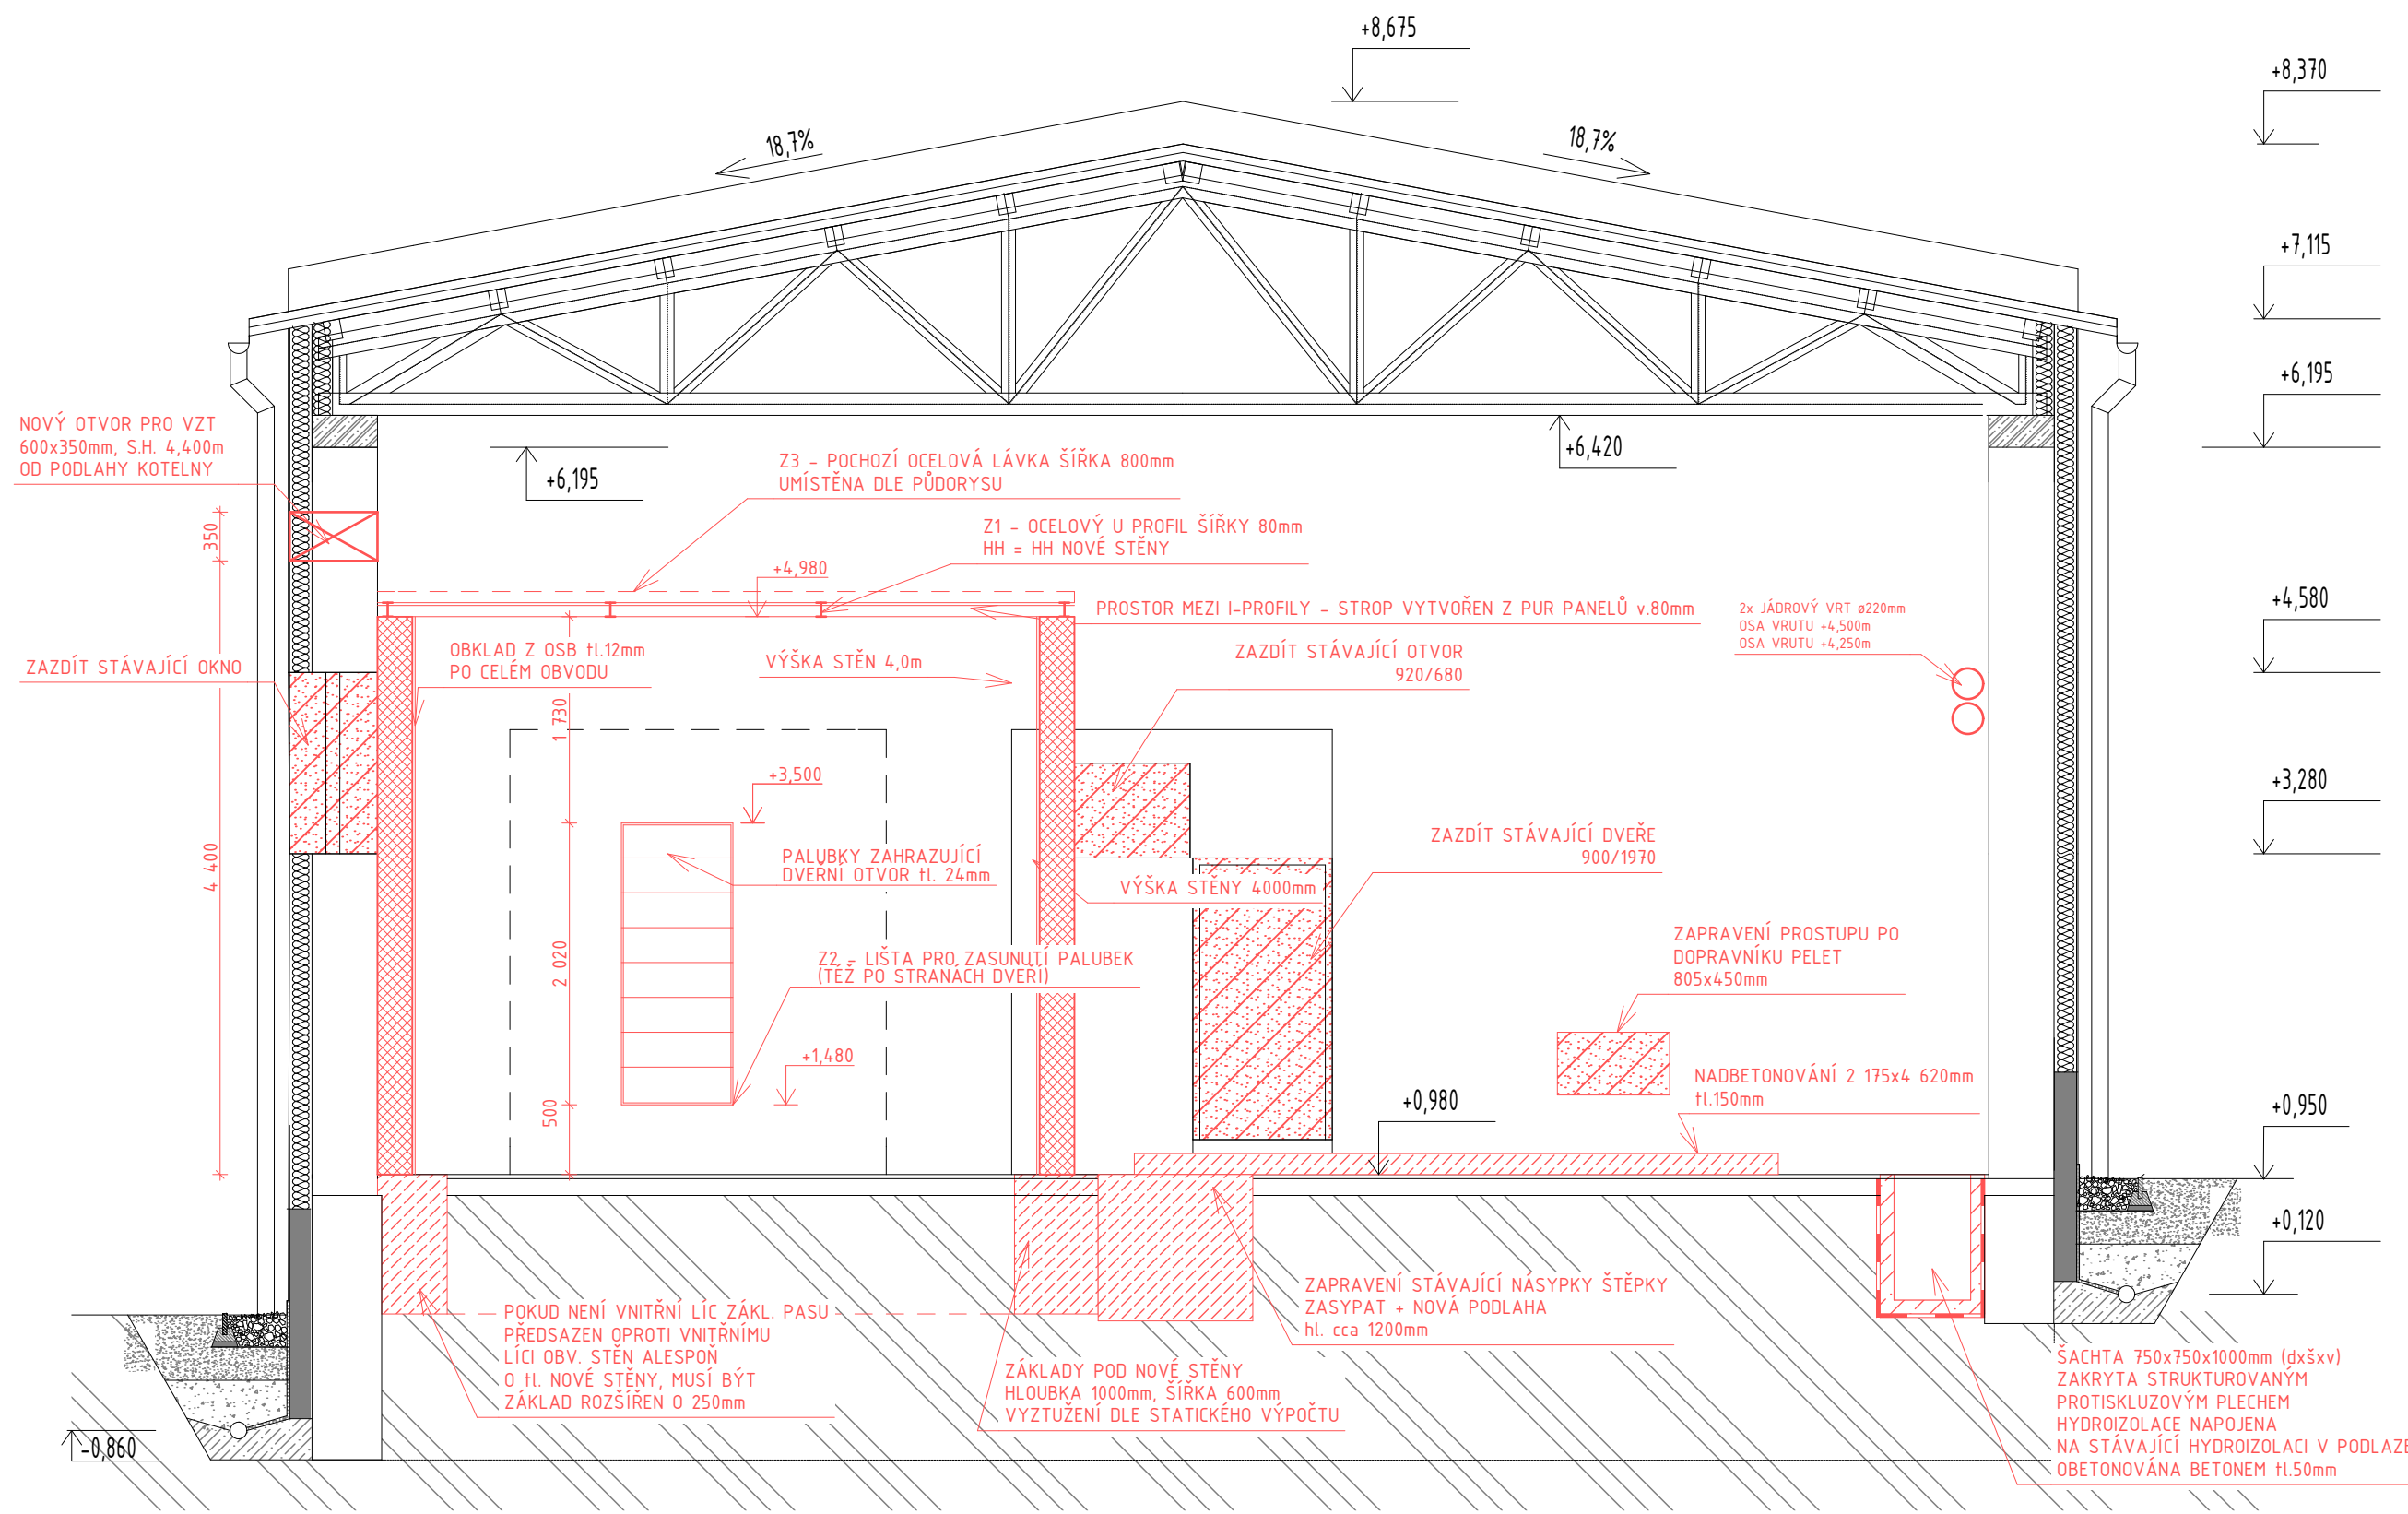 +8,675
+8,370
18,7%
18,7%
+7,115
+6,195
NOVÝ OTVOR PRO VZT
600x350mm, S.H. 4,400m
OD PODLAHY KOTELNY
+6,195
Z3 - POCHOZÍ OCELOVÁ LÁVKA ŠÍŘKA 800mm
UMÍSTĚNA DLE PŮDORYSU
+6,420
350
Z1 - OCELOVÝ U PROFIL ŠÍŘKY 80mm
HH = HH NOVÉ STĚNY
+4,980
PROSTOR MEZI I-PROFILY - STROP VYTVOŘEN Z PUR PANELŮ v.80mm
2x JÁDROVÝ VRT ø220mm
OSA VRUTU +4,500m
OSA VRUTU +4,250m
+4,580
ZAZDÍT STÁVAJÍCÍ OKNO
OBKLAD Z OSB tl.12mm
PO CELÉM OBVODU
VÝŠKA STĚN 4,0m
ZAZDÍT STÁVAJÍCÍ OTVOR
920/680
1 730
+3,500
+3,280
4 400
PALUBKY ZAHRAZUJÍCÍ
DVERNÍ OTVOR tl. 24mm
ZAZDÍT STÁVAJÍCÍ DVEŘE
900/1970
VÝŠKA STĚNY 4000mm
2 020
Z2 - LIŠTA PRO ZASUNUTÍ PALUBEK
(TÉŽ PO STRANÁCH DVEŘÍ)
ZAPRAVENÍ PROSTUPU PO
DOPRAVNÍKU PELET
805x450mm
+1,480
500
+0,980
NADBETONOVÁNÍ 2 175x4 620mm
tl.150mm
+0,950
+0,120
POKUD NENÍ VNITŘNÍ LÍC ZÁKL. PASU
PŘEDSAZEN OPROTI VNITŘNÍMU
LÍCI OBV. STĚN ALESPOŇ
O tl. NOVÉ STĚNY, MUSÍ BÝT
ZÁKLAD ROZŠÍŘEN O 250mm
ZÁKLADY POD NOVÉ STĚNY
HLOUBKA 1000mm, ŠÍŘKA 600mm
VYZTUŽENÍ DLE STATICKÉHO VÝPOČTU
ZAPRAVENÍ STÁVAJÍCÍ NÁSYPKY ŠTĚPKY
ZASYPAT + NOVÁ PODLAHA
hl. cca 1200mm
ŠACHTA 750x750x1000mm (dxšxv)
ZAKRYTA STRUKTUROVANÝM
PROTISKLUZOVÝM PLECHEM
HYDROIZOLACE NAPOJENA
NA STÁVAJÍCÍ HYDROIZOLACI V PODLAZE
OBETONOVÁNA BETONEM tl.50mm
-0,860